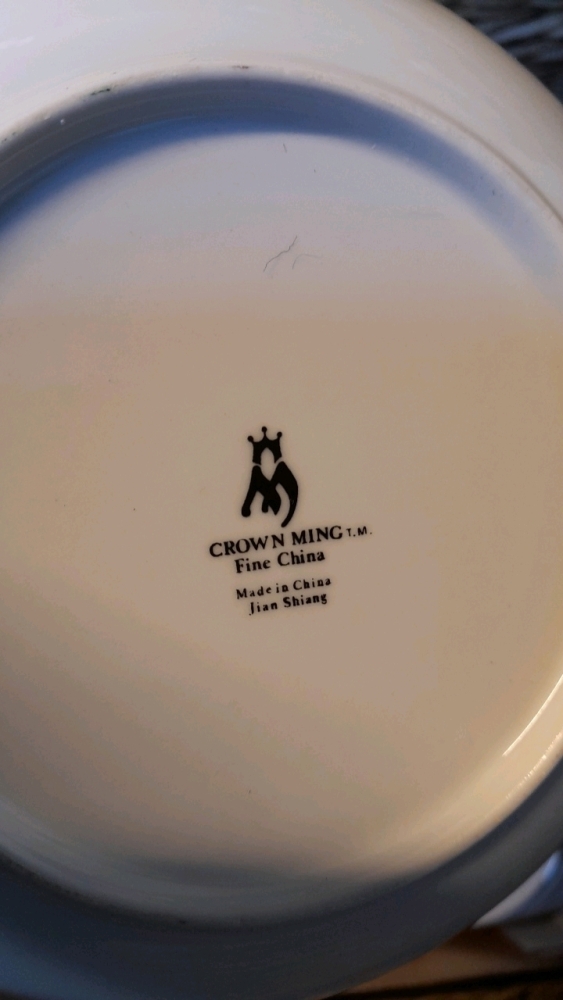 CROWN MING T.M.
Fine China
Made in China
Jian Shiang